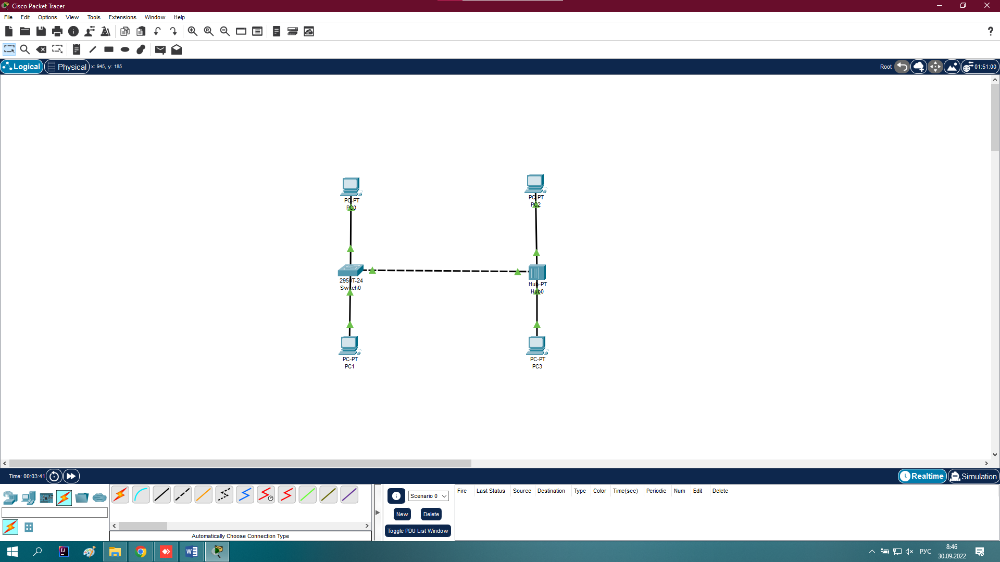 Cisco Packet Tracer
File Edit Options View Tools Extensions Window Help
?
Logical Physical x: 945, y: 185 Root 01:51:00
PC-PT
PC0
PC-PT
PC2
2950T-24
Switch0
Hub-PT
Hub0
PC-PT
PC1
PC-PT
PC3
Time: 00:03:41 Realtime Simulation
Scenario 0
New Delete
Toggle PDU List Window
Fire Last Status Source Destination Type Color Time(sec) Periodic Num Edit Delete
Automatically Choose Connection Type
РУС
8:46
30.09.2022